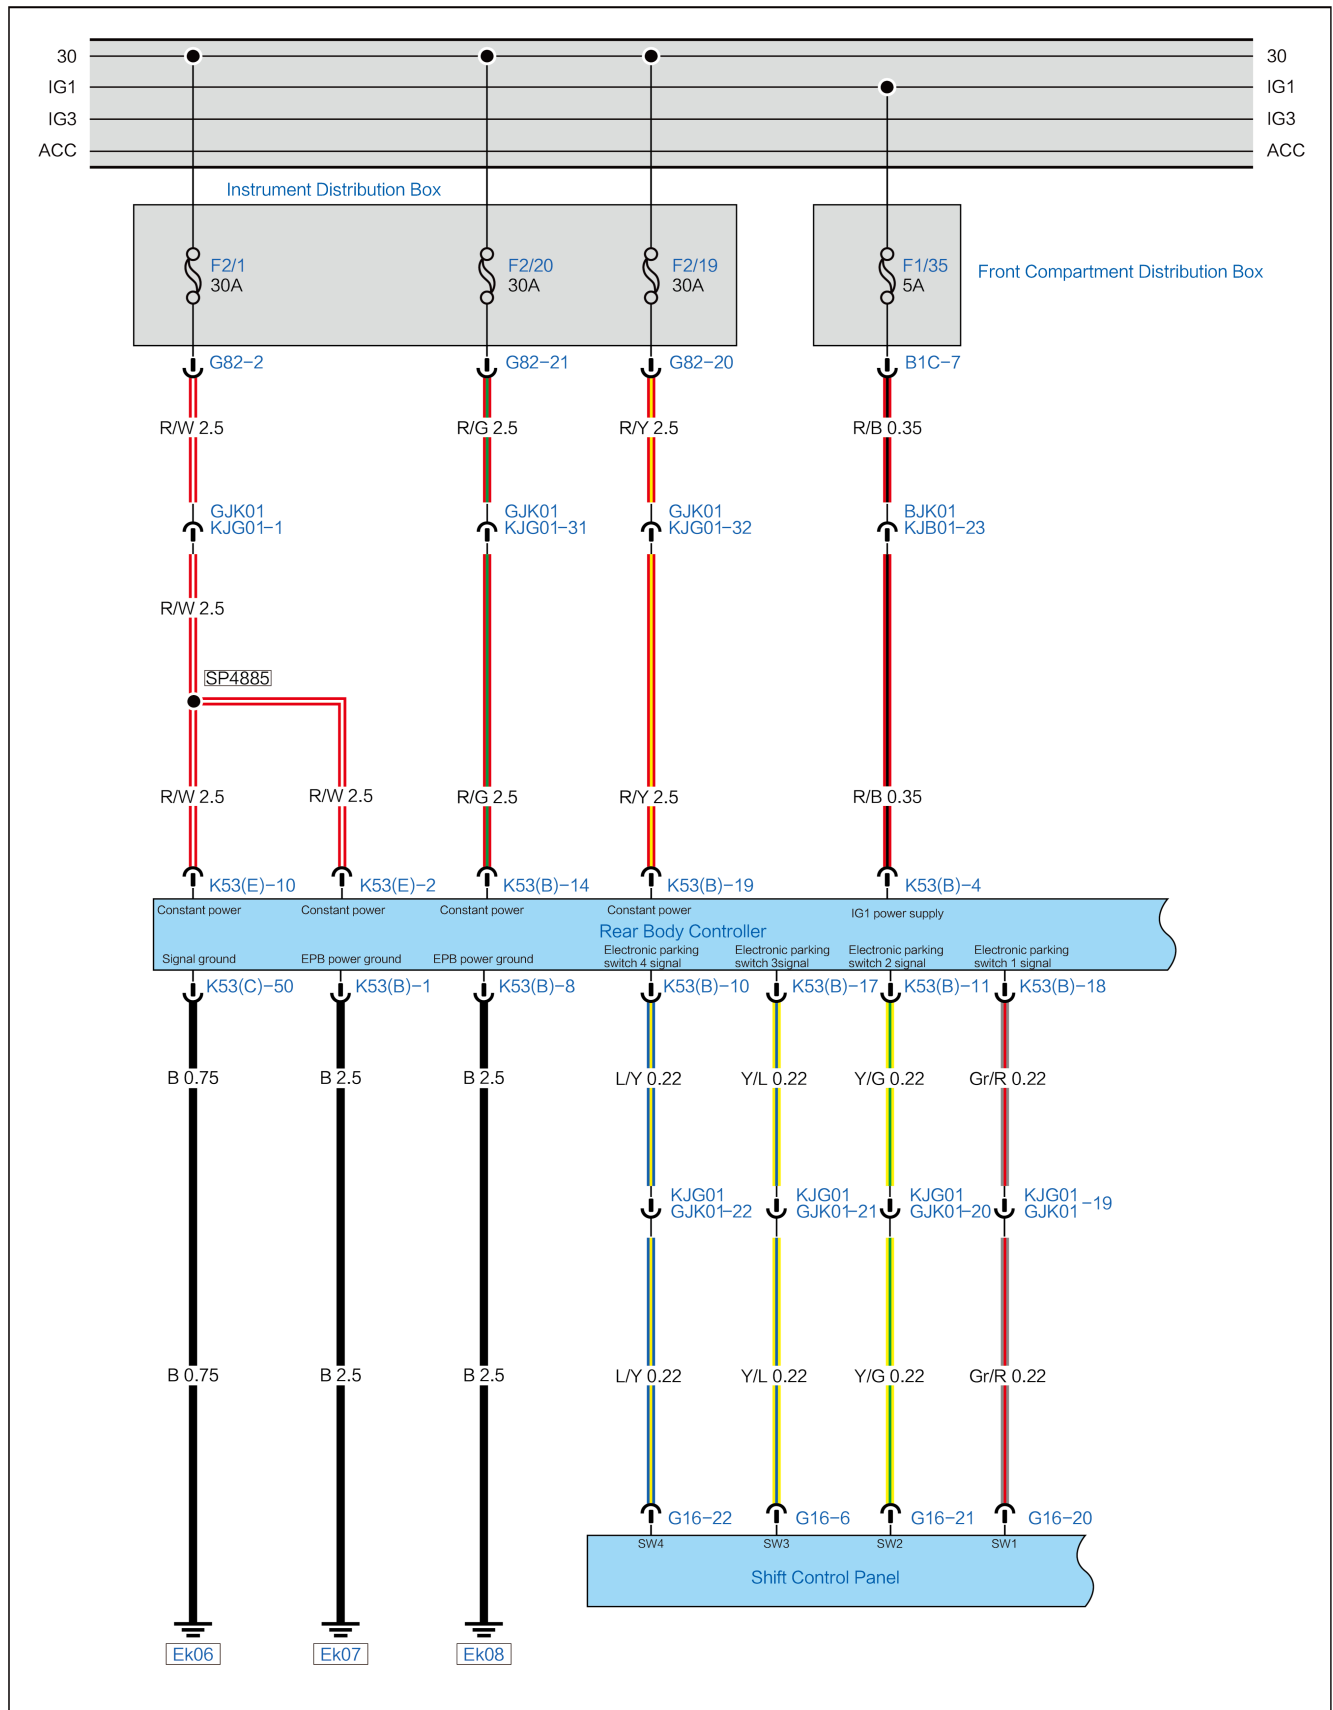 30 30
IG1 IG1
IG3 IG3
ACC ACC
Instrument Distribution Box
F2/1 F2/20 F2/19 F1/35
30A 30A 30A 5A
Front Compartment Distribution Box
G82-2 G82-21 G82-20 B1C-7
R/W 2.5 R/G 2.5 R/Y 2.5 R/B 0.35
GJK01 GJK01 GJK01 BJK01
KJG01-1 KJG01-31 KJG01-32 KJB01-23
R/W 2.5
SP4885
R/W 2.5 R/W 2.5 R/G 2.5 R/Y 2.5 R/B 0.35
K53(E)-10 K53(E)-2 K53(B)-14 K53(B)-19 K53(B)-4
Constant power Constant power Constant power Constant power IG1 power supply
Rear Body Controller
Signal ground EPB power ground EPB power ground
Electronic parking Electronic parking Electronic parking Electronic parking
switch 4 signal switch 3signal switch 2 signal switch 1 signal
K53(C)-50 K53(B)-1 K53(B)-8 K53(B)-10 K53(B)-17 K53(B)-11 K53(B)-18
B 0.75 B 2.5 B 2.5 L/Y 0.22 Y/L 0.22 Y/G 0.22 Gr/R 0.22
KJG01 KJG01 KJG01 KJG01
GJK01-22 GJK01-21 GJK01-20 GJK01 -19
B 0.75 B 2.5 B 2.5 L/Y 0.22 Y/L 0.22 Y/G 0.22 Gr/R 0.22
G16-22 G16-6 G16-21 G16-20
SW4 SW3 SW2 SW1
Shift Control Panel
Ek06 Ek07 Ek08